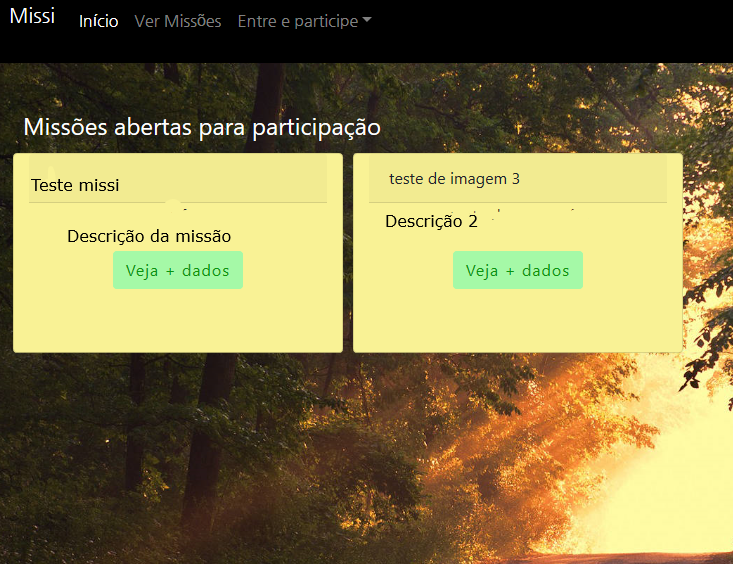 Missi Início Ver Missões Entre e participe
Missões abertas para participação
Teste missi
Descrição da missão
Veja + dados
teste de imagem 3
Descrição 2
Veja + dados